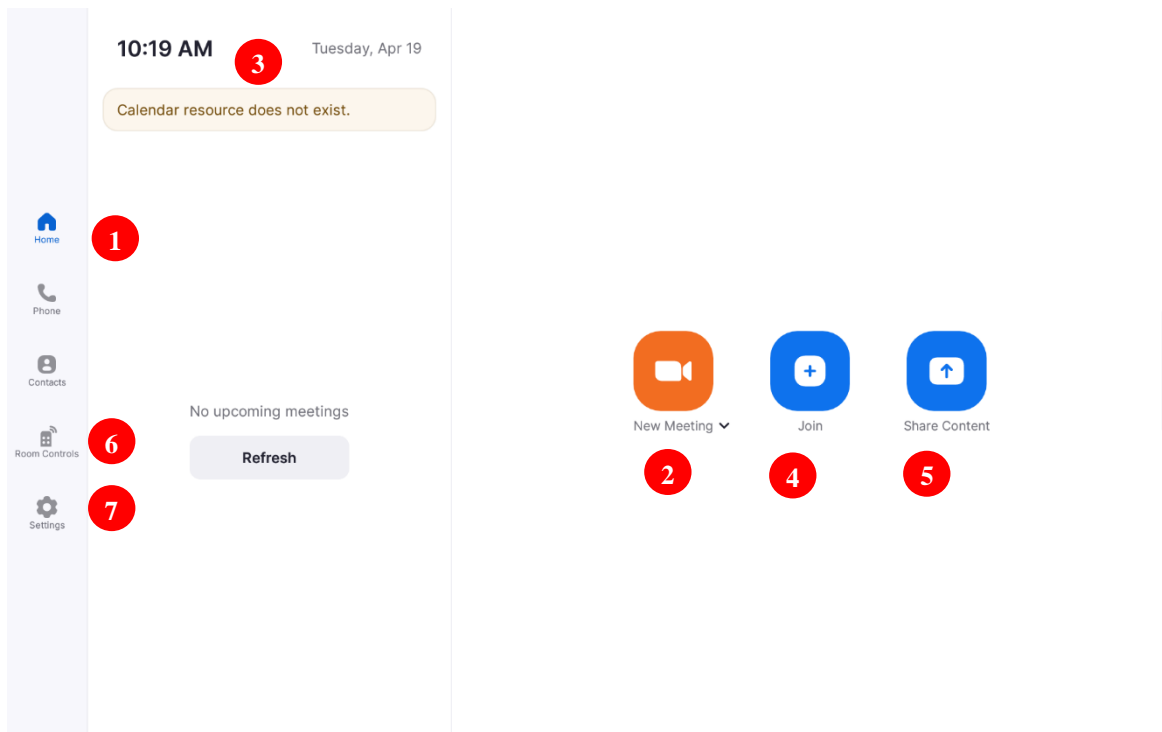 10:19 AM
3
Tuesday, Apr 19
Calendar resource does not exist.
Home
1
Phone
Contacts
Room Controls
6
Settings
7
No upcoming meetings
Refresh
New Meeting
Join
Share Content
2
4
5